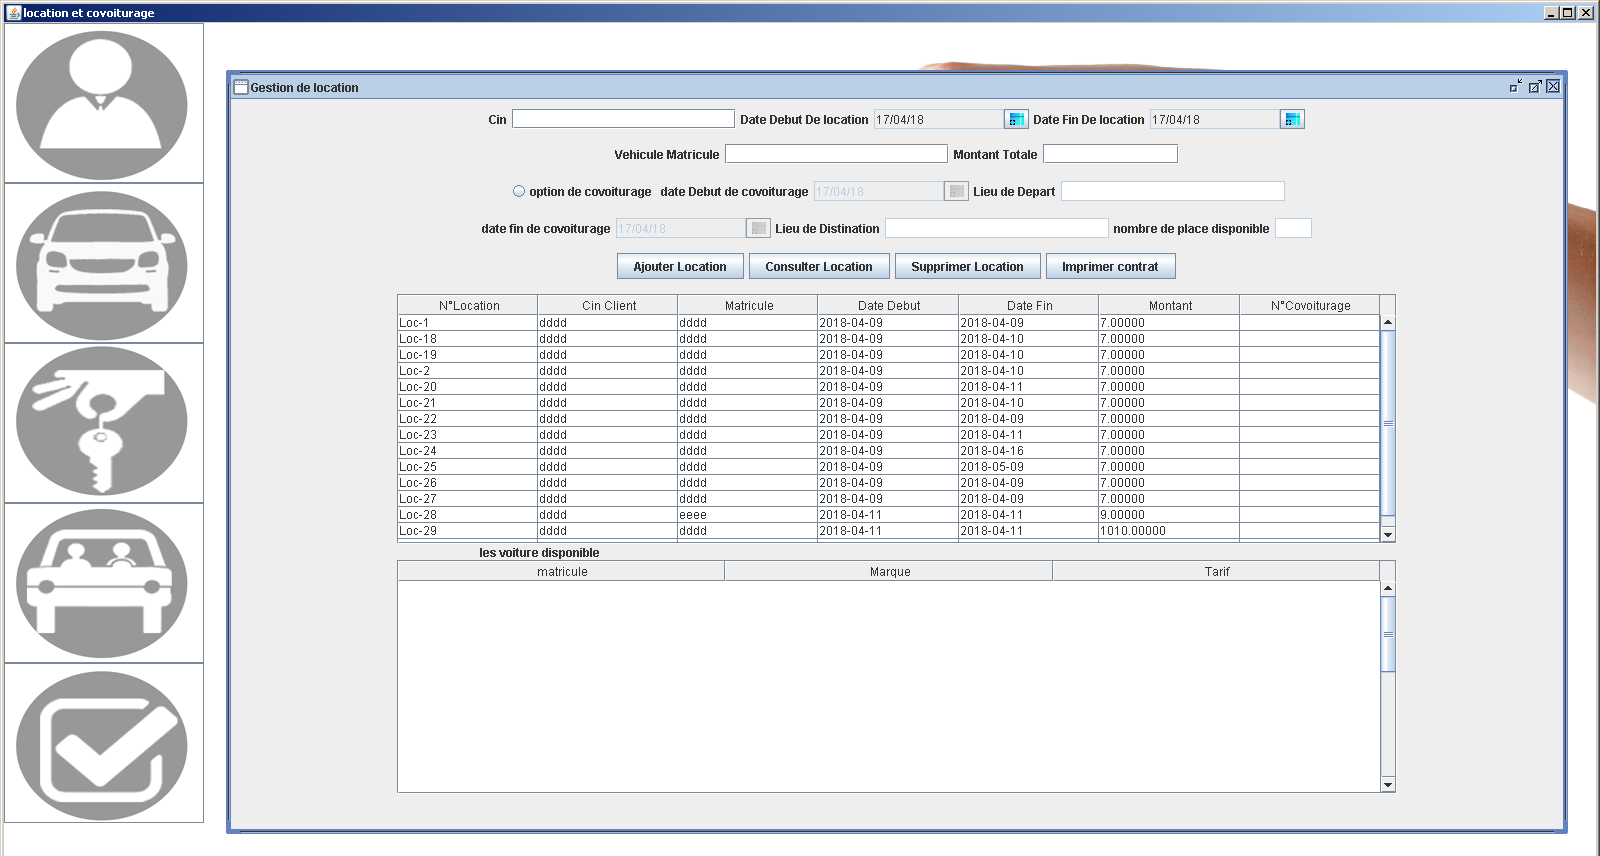 location et covoiturage
Gestion de location
Cin Date Debut De location 17/04/18 Date Fin De location 17/04/18
Vehicule Matricule Montant Totale
option de covoiturage date Debut de covoiturage 17/04/18 Lieu de Depart
date fin de covoiturage 17/04/18 Lieu de Distination nombre de place disponible
Ajouter Location Consulter Location Supprimer Location Imprimer contrat
N°Location Cin Client Matricule Date Debut Date Fin Montant N°Covoiturage
Loc-1 dddd dddd 2018-04-09 2018-04-09 7.00000
Loc-18 dddd dddd 2018-04-09 2018-04-10 7.00000
Loc-19 dddd dddd 2018-04-09 2018-04-10 7.00000
Loc-2 dddd dddd 2018-04-09 2018-04-10 7.00000
Loc-20 dddd dddd 2018-04-09 2018-04-11 7.00000
Loc-21 dddd dddd 2018-04-09 2018-04-10 7.00000
Loc-22 dddd dddd 2018-04-09 2018-04-09 7.00000
Loc-23 dddd dddd 2018-04-09 2018-04-11 7.00000
Loc-24 dddd dddd 2018-04-09 2018-04-16 7.00000
Loc-25 dddd dddd 2018-04-09 2018-05-09 7.00000
Loc-26 dddd dddd 2018-04-09 2018-04-09 7.00000
Loc-27 dddd dddd 2018-04-09 2018-04-09 7.00000
Loc-28 dddd eeee 2018-04-11 2018-04-11 9.00000
Loc-29 dddd dddd 2018-04-11 2018-04-11 1010.00000
les voiture disponible
matricule Marque Tarif